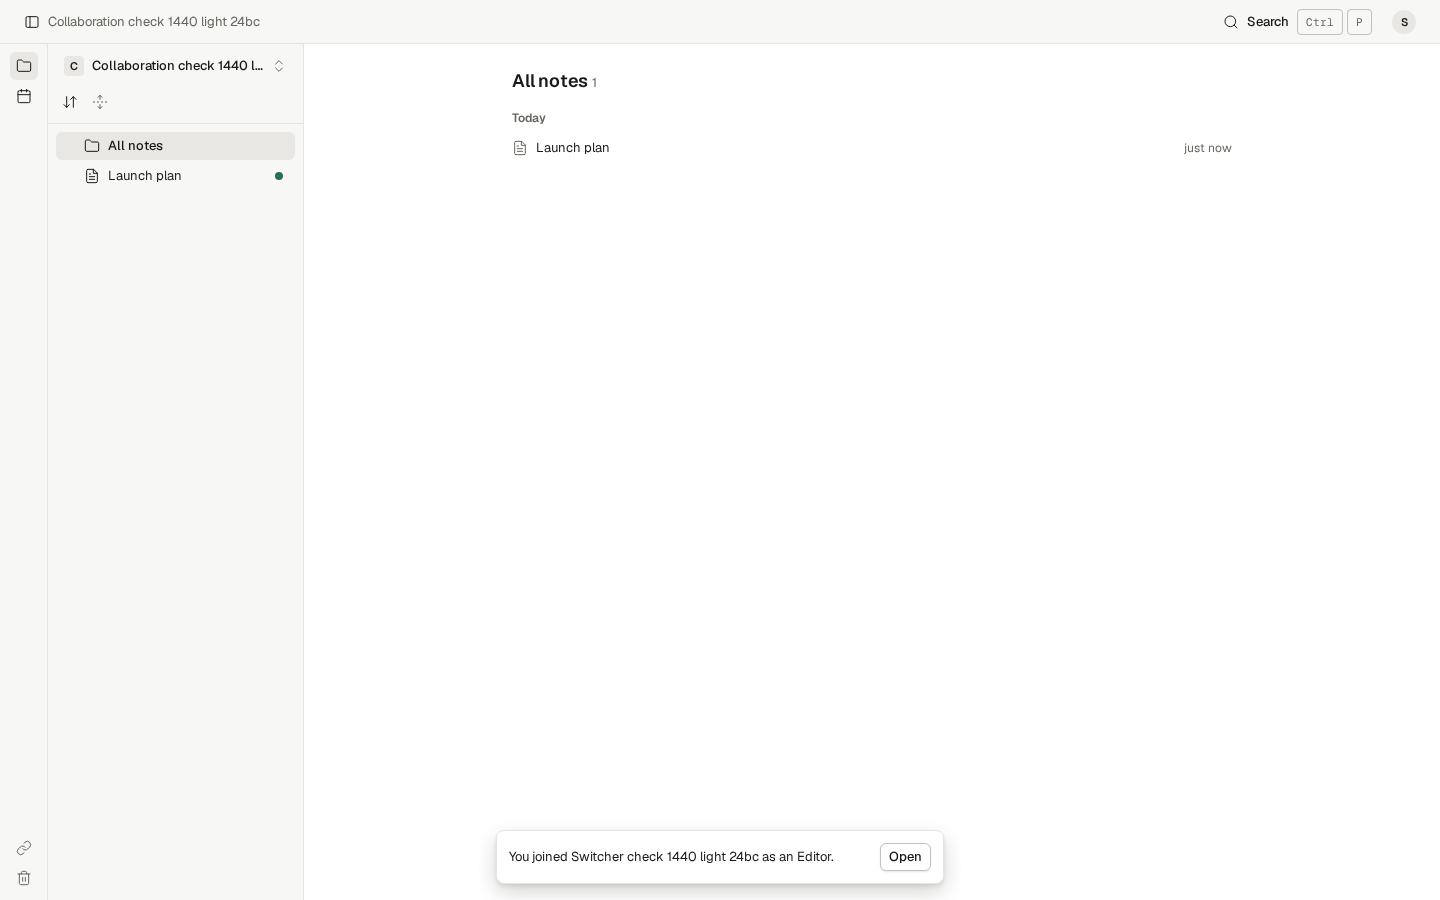 Collaboration check 1440 light 24bc
Search Ctrl P S
C Collaboration check 1440 l...
All notes
Launch plan
All notes 1
Today
Launch plan just now
You joined Switcher check 1440 light 24bc as an Editor. Open